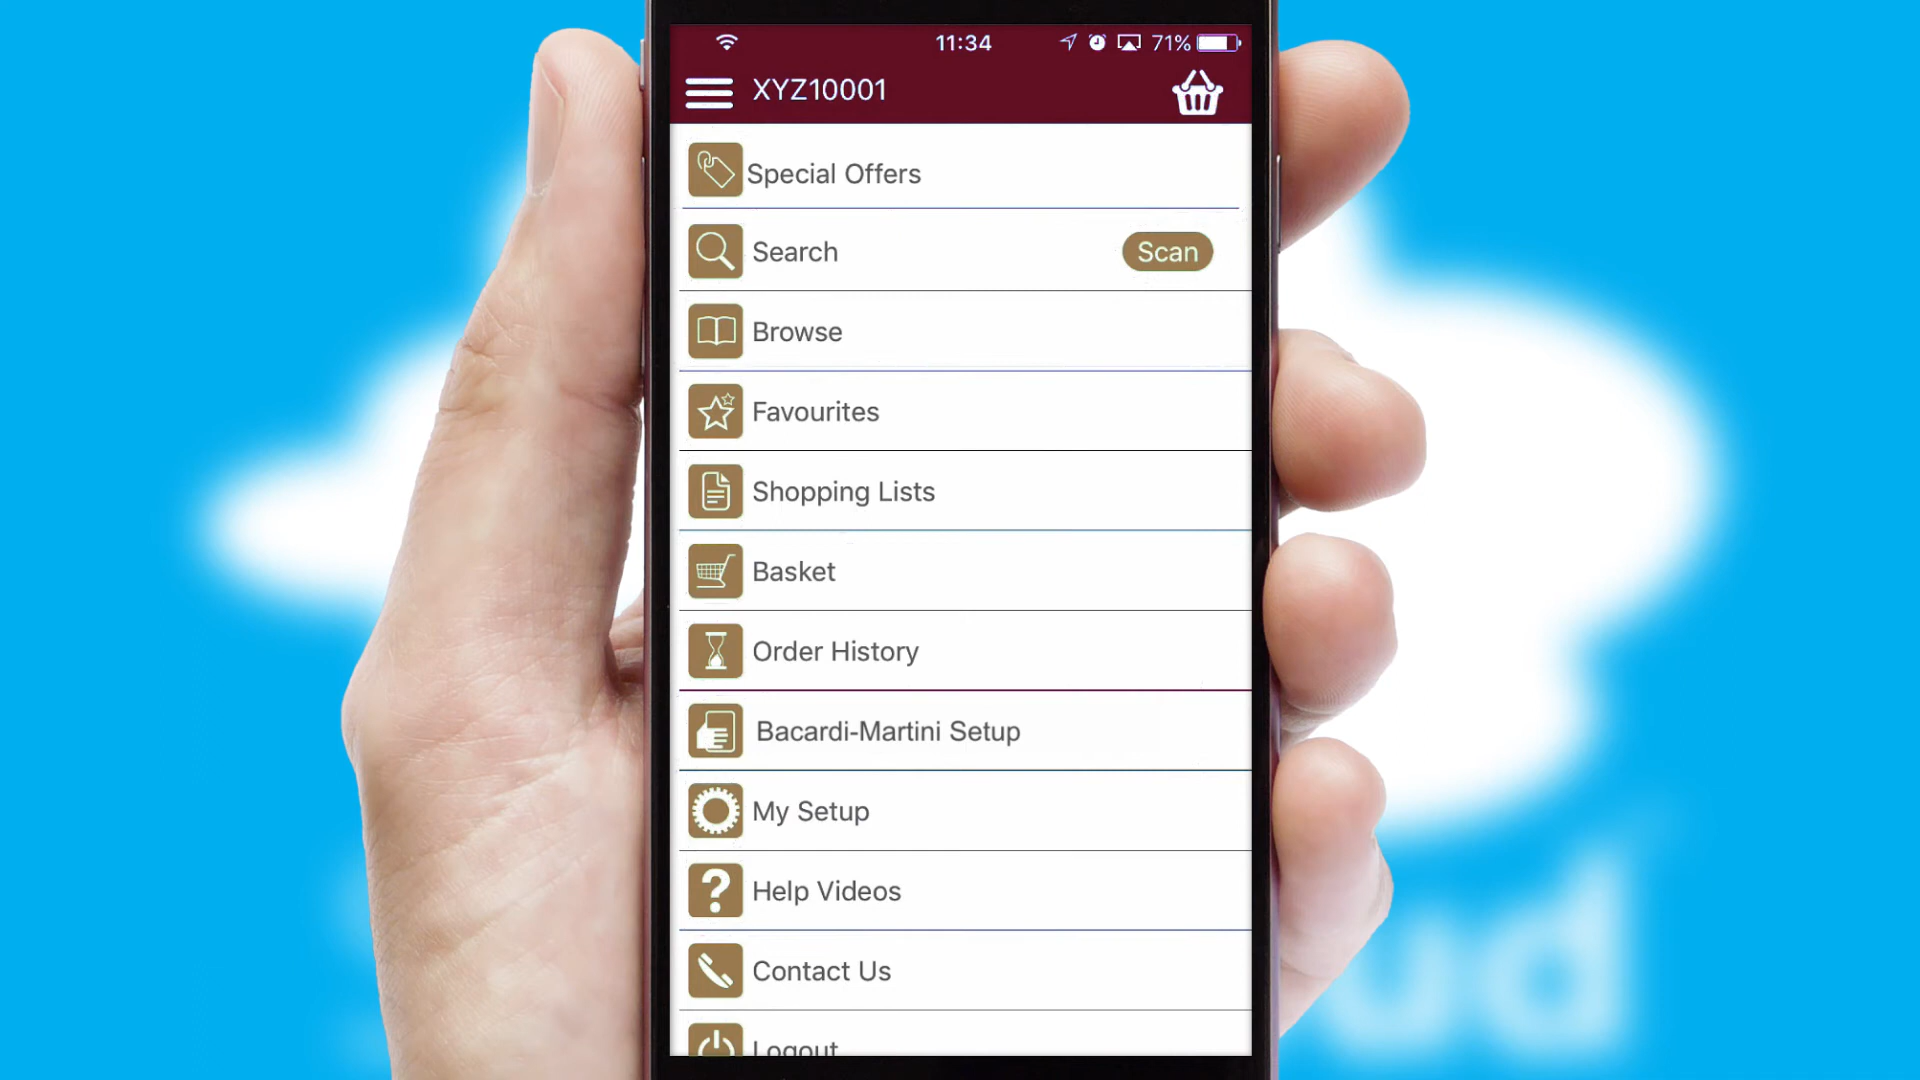 11:34 71%
XYZ10001
Special Offers
Search Scan
Browse
Favourites
Shopping Lists
Basket
Order History
Bacardi-Martini Setup
My Setup
Help Videos
Contact Us
Logout
ud